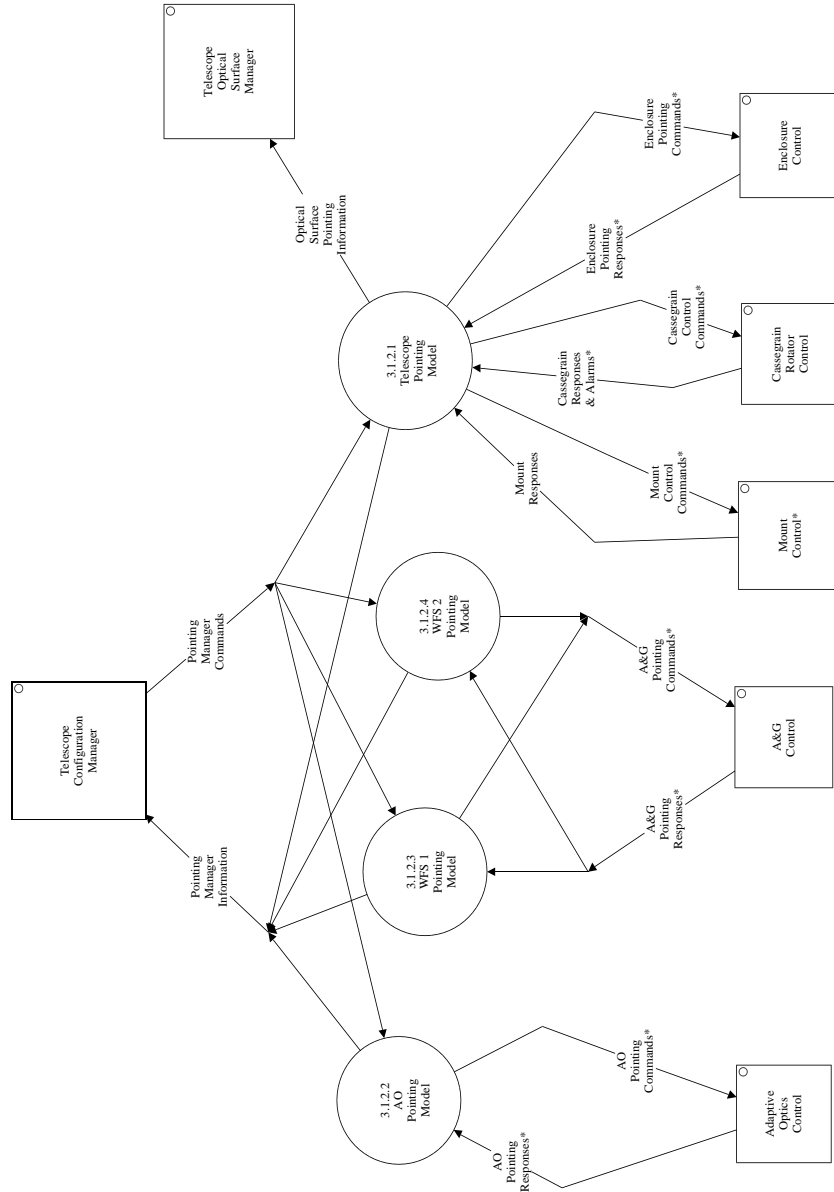 Telescope
Configuration
Manager
Telescope
Optical
Surface
Manager
Pointing
Manager
Information
Pointing
Manager
Commands
Optical
Surface
Pointing
Information
3.1.2.2
AO
Pointing
Model
3.1.2.3
WFS 1
Pointing
Model
3.1.2.4
WFS 2
Pointing
Model
3.1.2.1
Telescope
Pointing
Model
AO
Pointing
Responses*
AO
Pointing
Commands*
A&G
Pointing
Responses*
A&G
Pointing
Commands*
Mount
Responses
Mount
Control
Commands*
Cassegrain
Responses
& Alarms*
Cassegrain
Control
Commands*
Enclosure
Pointing
Responses*
Enclosure
Pointing
Commands*
Adaptive
Optics
Control
A&G
Control
Mount
Control*
Cassegrain
Rotator
Control
Enclosure
Control